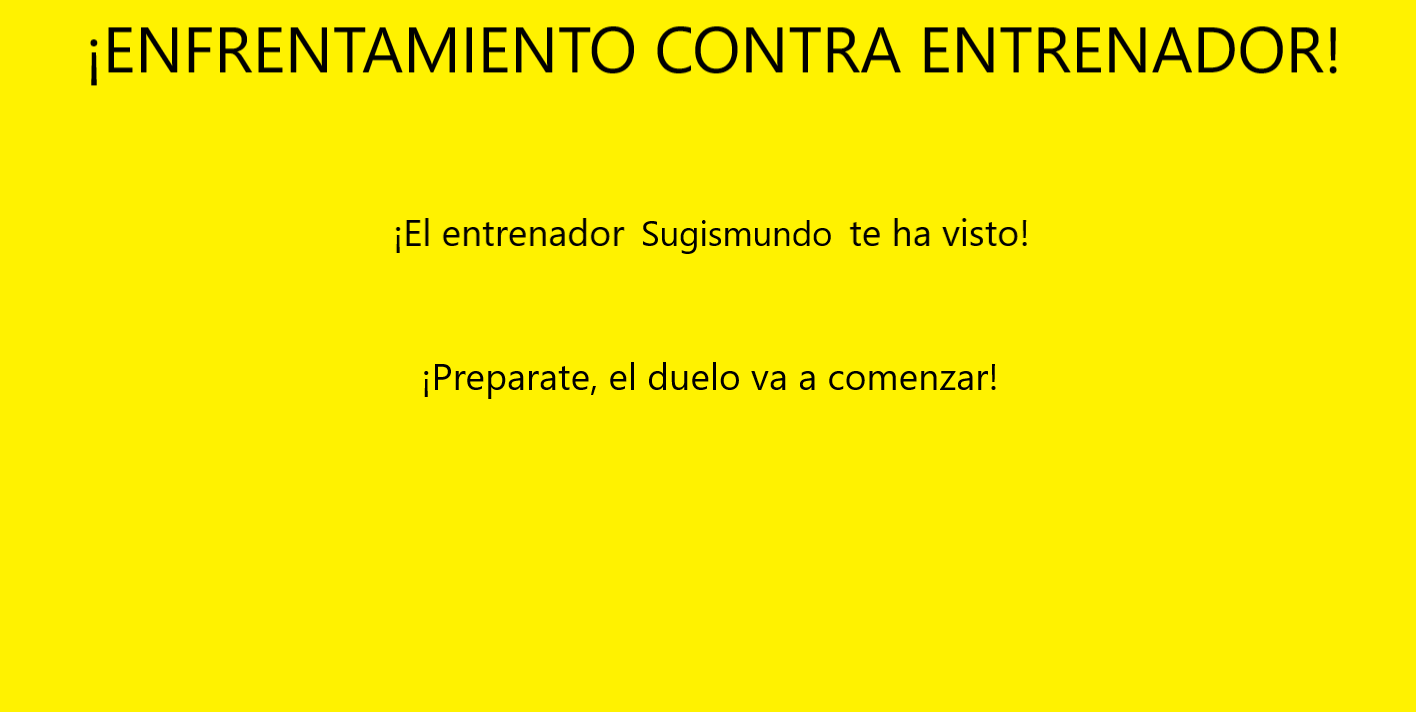 ¡ENFRENTAMIENTO CONTRA ENTRENADOR!
¡El entrenador Sugismundo te ha visto!
¡Preparate, el duelo va a comenzar!